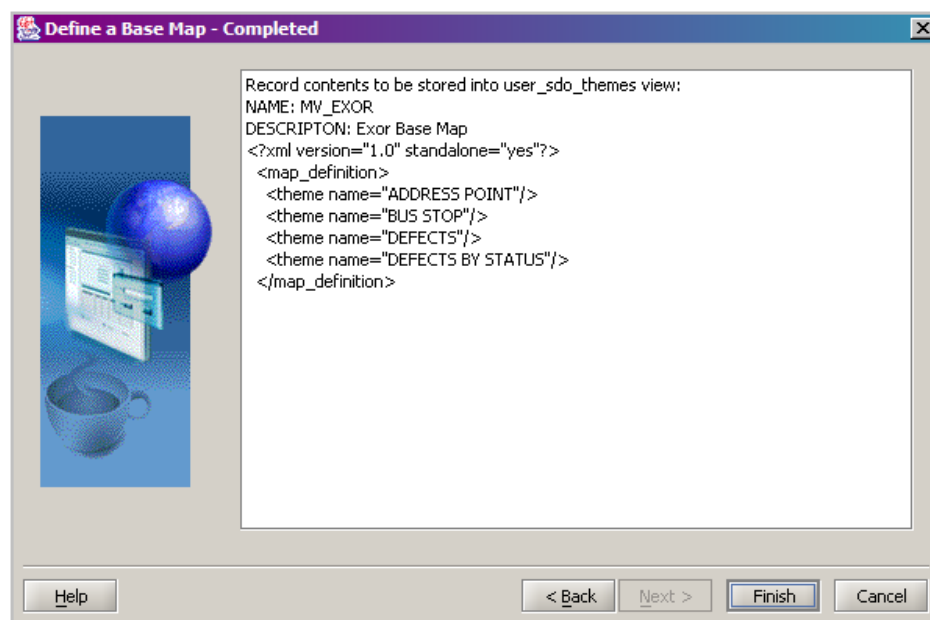 Define a Base Map - Completed
Record contents to be stored into user_sdo_themes view:
NAME: MV_EXOR
DESCRIPTON: Exor Base Map
<?xml version="1.0" standalone="yes"?>
<map_definition>
<theme name="ADDRESS POINT"/>
<theme name="BUS STOP"/>
<theme name="DEFECTS"/>
<theme name="DEFECTS BY STATUS"/>
</map_definition>
Help < Back Next > Finish Cancel